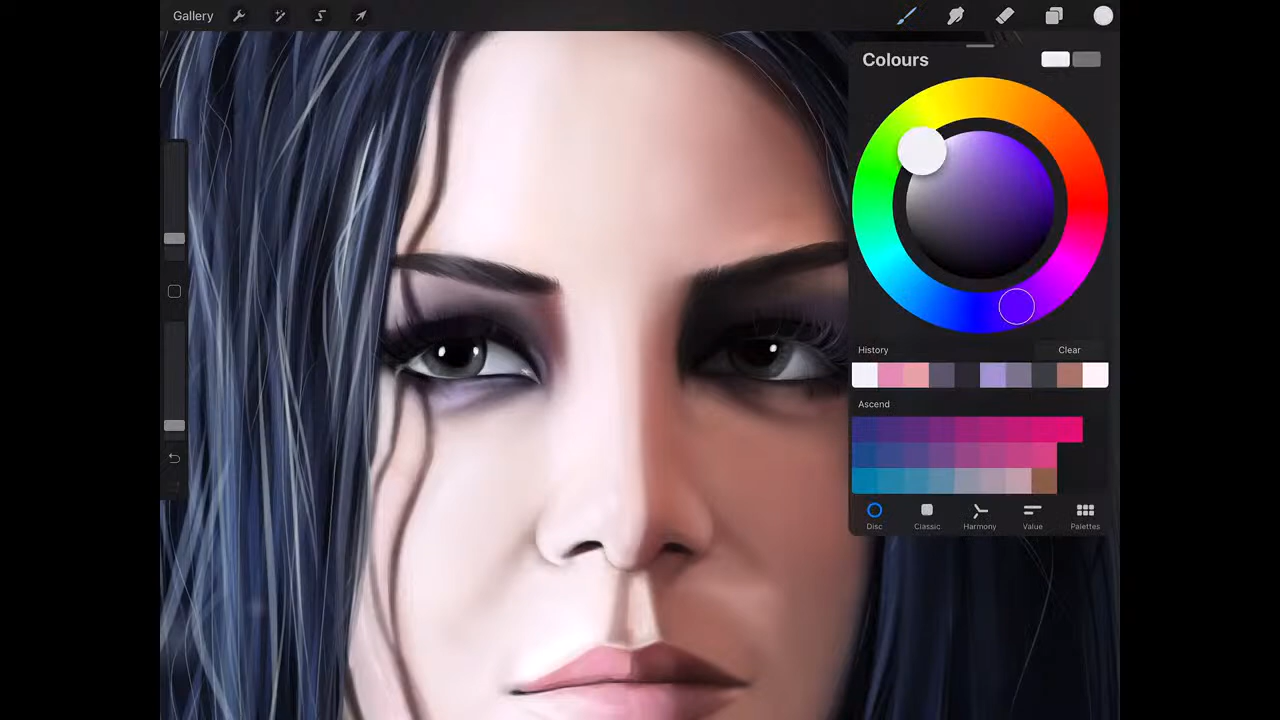 Gallery
Colours
History Clear
Ascend
Disc Classic Harmony Value Palettes